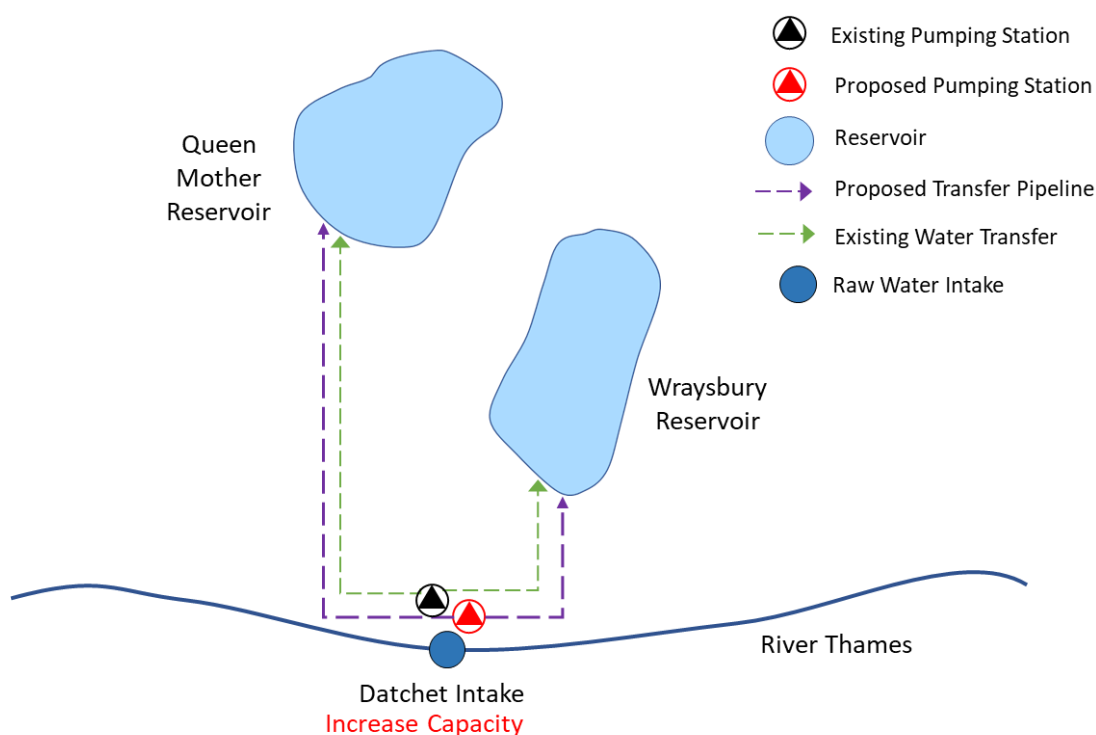 Existing Pumping Station
Proposed Pumping Station
Reservoir
Proposed Transfer Pipeline
Existing Water Transfer
Raw Water Intake
Queen
Mother
Reservoir
Wraysbury
Reservoir
River Thames
Datchet Intake
Increase Capacity